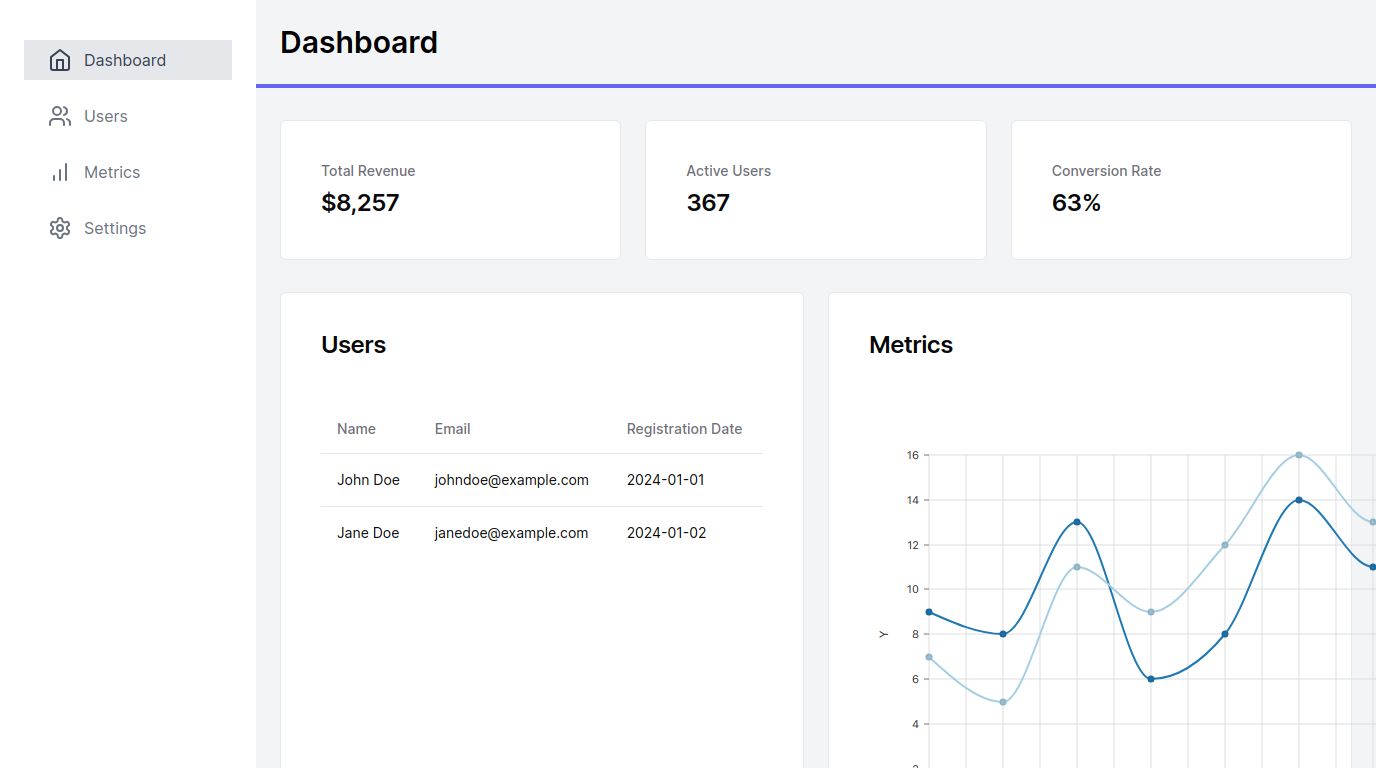 Dashboard
Users
Metrics
Settings
Dashboard
Total Revenue
$8,257
Active Users
367
Conversion Rate
63%
Users
Name Email Registration Date
John Doe johndoe@example.com 2024-01-01
Jane Doe janedoe@example.com 2024-01-02
Metrics
16
14
12
10
Y
8
6
4